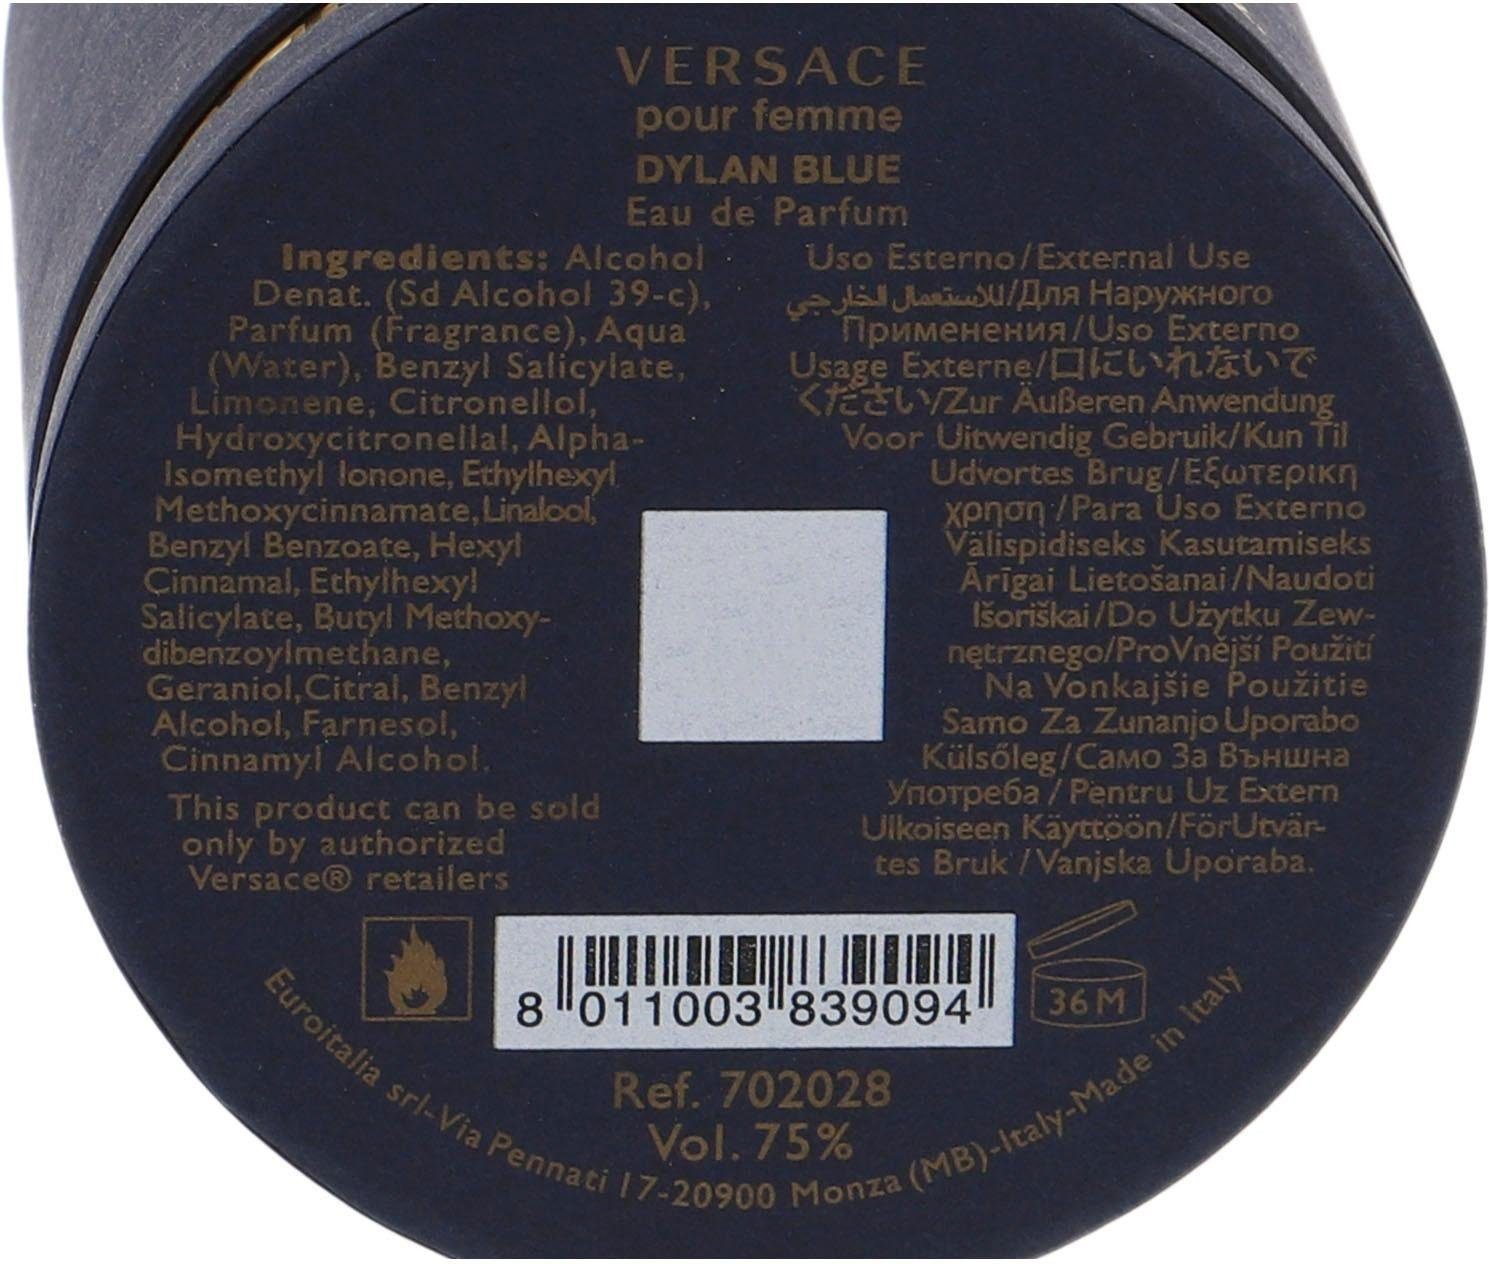 VERSACE
pour femme
DYLAN BLUE
Eau de Parfum
Ingredients: Alcohol
Denat. (Sd Alcohol 39-c),
Parfum (Fragrance), Aqua
(Water), Benzyl Salicylate,
Limonene, Citronellol,
Hydroxycitronellal, Alpha-
Isomethyl Ionone, Ethylhexyl
Methoxycinnamate, Linalool,
Benzyl Benzoate, Hexyl
Cinnamal, Ethylhexyl
Salicylate, Butyl Methoxy-
dibenzoylmethane,
Geraniol, Citral, Benzyl
Alcohol, Farnesol,
Cinnamyl Alcohol.
This product can be sold
only by authorized
Versace® retailers
Uso Esterno/External Use
للاستعمال الخارجي/Для Наружного
Применения/Uso Externo
Usage Externe/口にいれないで
ください/Zur Äußeren Anwendung
Voor Uitwendig Gebruik/Kun Til
Udvortes Brug/Εξωτερικη
χρηση/Para Uso Externo
Välispidiseks Kasutamiseks
Ārīgai Lietošanai/Naudoti
Išoriškai/Do Użytku Zew-
nętrznego/Pro Vnější Použití
Na Vonkajšie Použitie
Samo Za Zunanjo Uporabo
Külsőleg/Само За Външна
Употреба/Pentru Uz Extern
Ulkoiseen Käyttöön/För Utvär-
tes Bruk/Vanjska Uporaba.
8 011003 839094
36 M
Ref. 702028
Vol. 75%
Euroitalia srl-Via Pennati 17-20900 Monza (MB)-Italy-Made in Italy